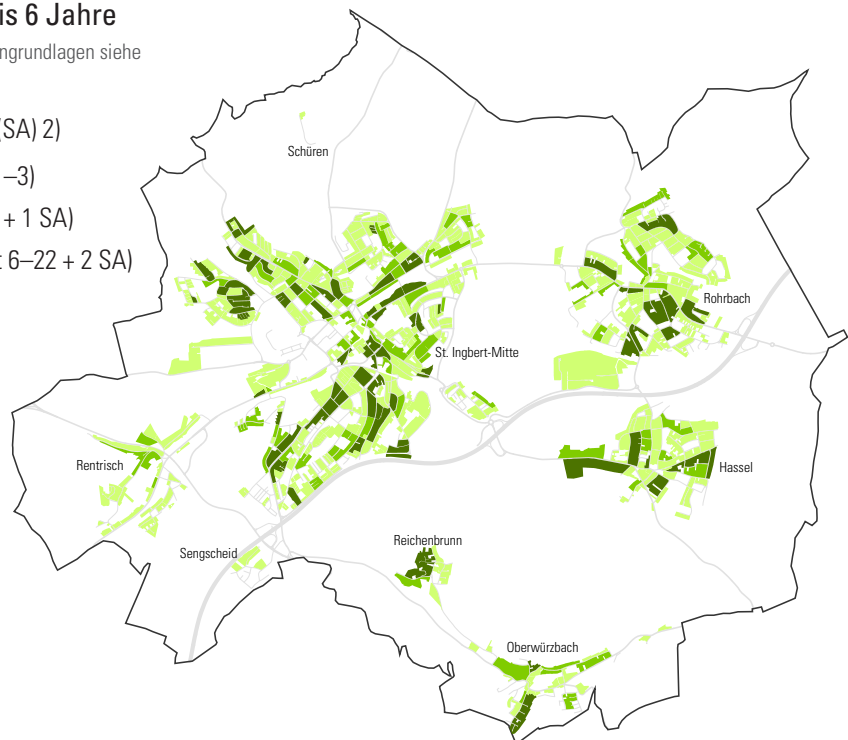 is 6 Jahre
ngrundlagen siehe
(SA) 2)
–3)
+ 1 SA)
t 6–22 + 2 SA)
Schüren
Rohrbach
St. Ingbert-Mitte
Rentrisch
Hassel
Sengscheid
Reichenbrunn
Oberwürzbach